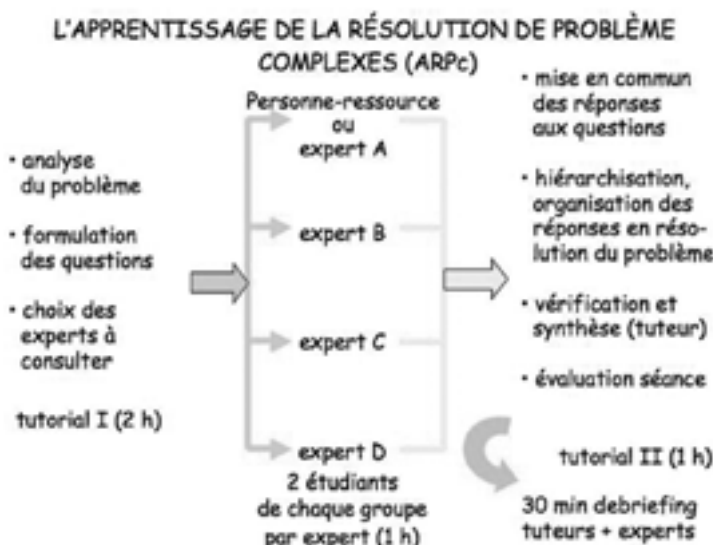 L'APPRENTISSAGE DE LA RÉSOLUTION DE PROBLÈME
COMPLEXES (ARPc)
• analyse
du problème
• formulation
des questions
• choix des
experts à
consulter
tutorial I (2 h)
Personne-ressource
ou
expert A
expert B
expert C
expert D
2 étudiants
de chaque groupe
par expert (1 h)
• mise en commun
des réponses
aux questions
• hiérarchisation,
organisation des
réponses en réso-
lution du problème
• vérification et
synthèse (tuteur)
• évaluation séance
tutorial II (1 h)
30 min debriefing
tuteurs + experts